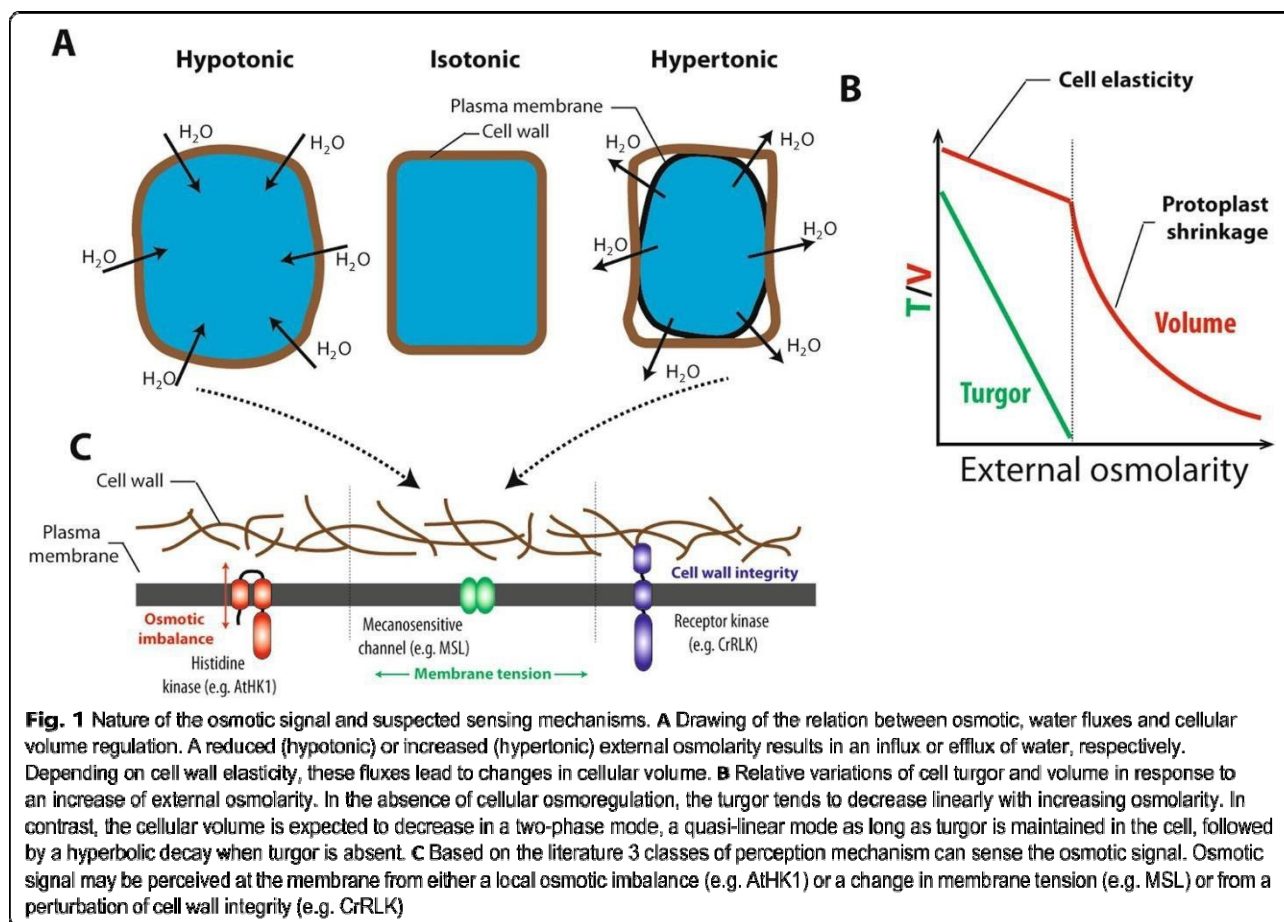 A
Hypotonic
Isotonic
Hypertonic
Plasma membrane
Cell wall
H₂O
H₂O
H₂O
H₂O
H₂O
H₂O
H₂O
H₂O
H₂O
H₂O
H₂O
H₂O
B
Cell elasticity
Protoplast
shrinkage
T/V
Volume
Turgor
External osmolarity
C
Cell wall
Plasma
membrane
Osmotic
imbalance
Histidine
kinase (e.g. AtHK1)
Mecanosensitive
channel (e.g. MSL)
Membrane tension
Cell wall integrity
Receptor kinase
(e.g. CrRLK)
Fig. 1 Nature of the osmotic signal and suspected sensing mechanisms. A Drawing of the relation between osmotic, water fluxes and cellular
volume regulation. A reduced (hypotonic) or increased (hypertonic) external osmolarity results in an influx or efflux of water, respectively.
Depending on cell wall elasticity, these fluxes lead to changes in cellular volume. B Relative variations of cell turgor and volume in response to
an increase of external osmolarity. In the absence of cellular osmoregulation, the turgor tends to decrease linearly with increasing osmolarity. In
contrast, the cellular volume is expected to decrease in a two-phase mode, a quasi-linear mode as long as turgor is maintained in the cell, followed
by a hyperbolic decay when turgor is absent. C Based on the literature 3 classes of perception mechanism can sense the osmotic signal. Osmotic
signal may be perceived at the membrane from either a local osmotic imbalance (e.g. AtHK1) or a change in membrane tension (e.g. MSL) or from a
perturbation of cell wall integrity (e.g. CrRLK)